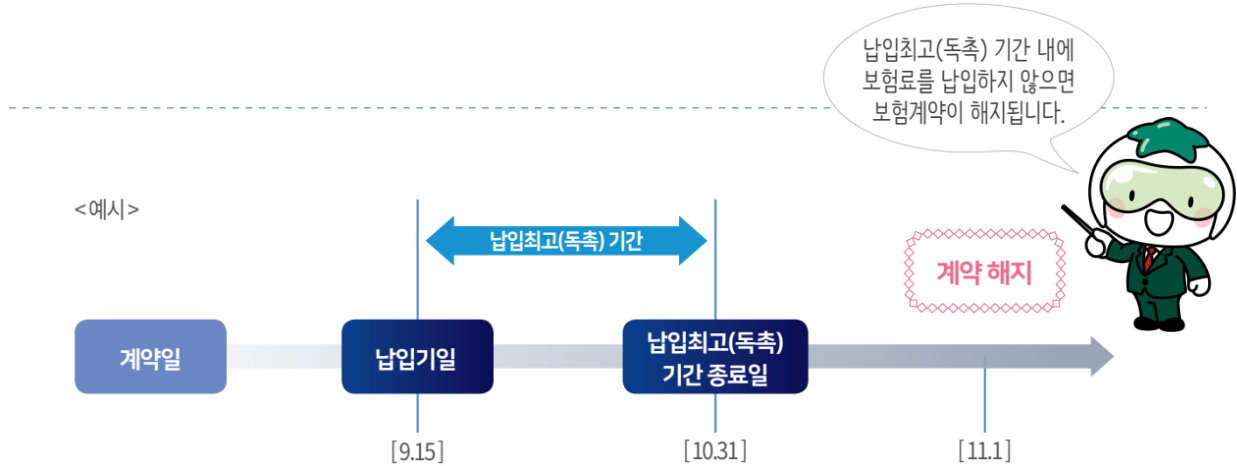 납입최고(독촉) 기간 내에
보험료를 납입하지 않으면
보험계약이 해지됩니다.
<예시>
납입최고(독촉) 기간
계약 해지
계약일
납입기일
납입최고(독촉)
기간 종료일
[9.15]
[10.31]
[11.1]